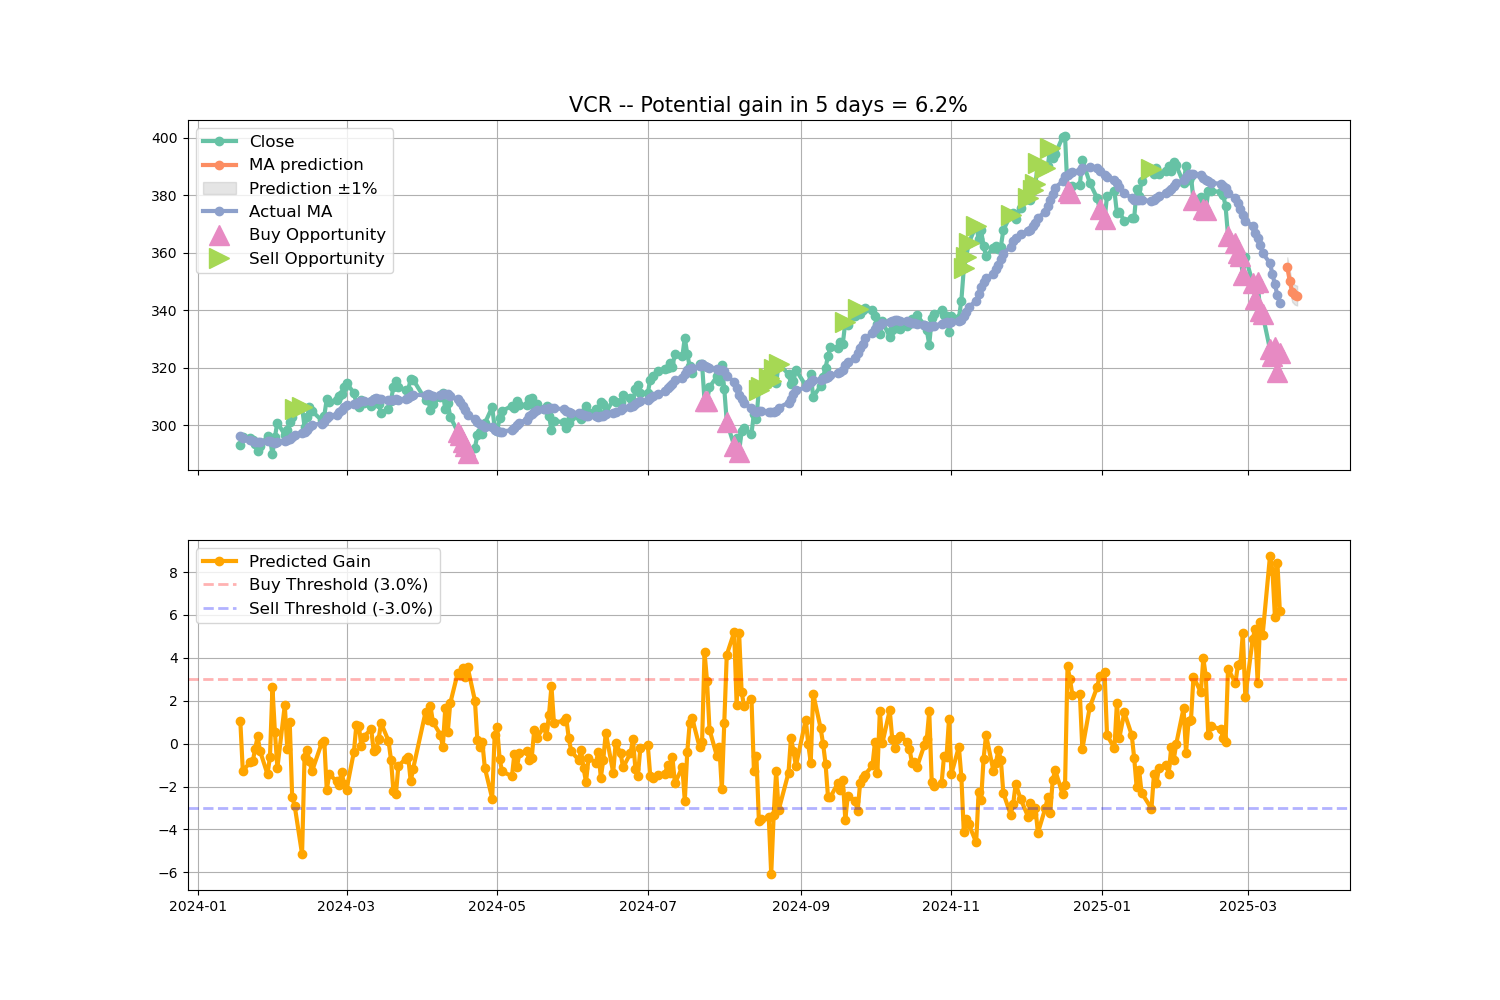 VCR -- Potential gain in 5 days = 6.2%
400
380
360
340
320
300
Close
MA prediction
Prediction ±1%
Actual MA
Buy Opportunity
Sell Opportunity
8
6
4
2
0
−2
−4
−6
Predicted Gain
Buy Threshold (3.0%)
Sell Threshold (-3.0%)
2024-01
2024-03
2024-05
2024-07
2024-09
2024-11
2025-01
2025-03